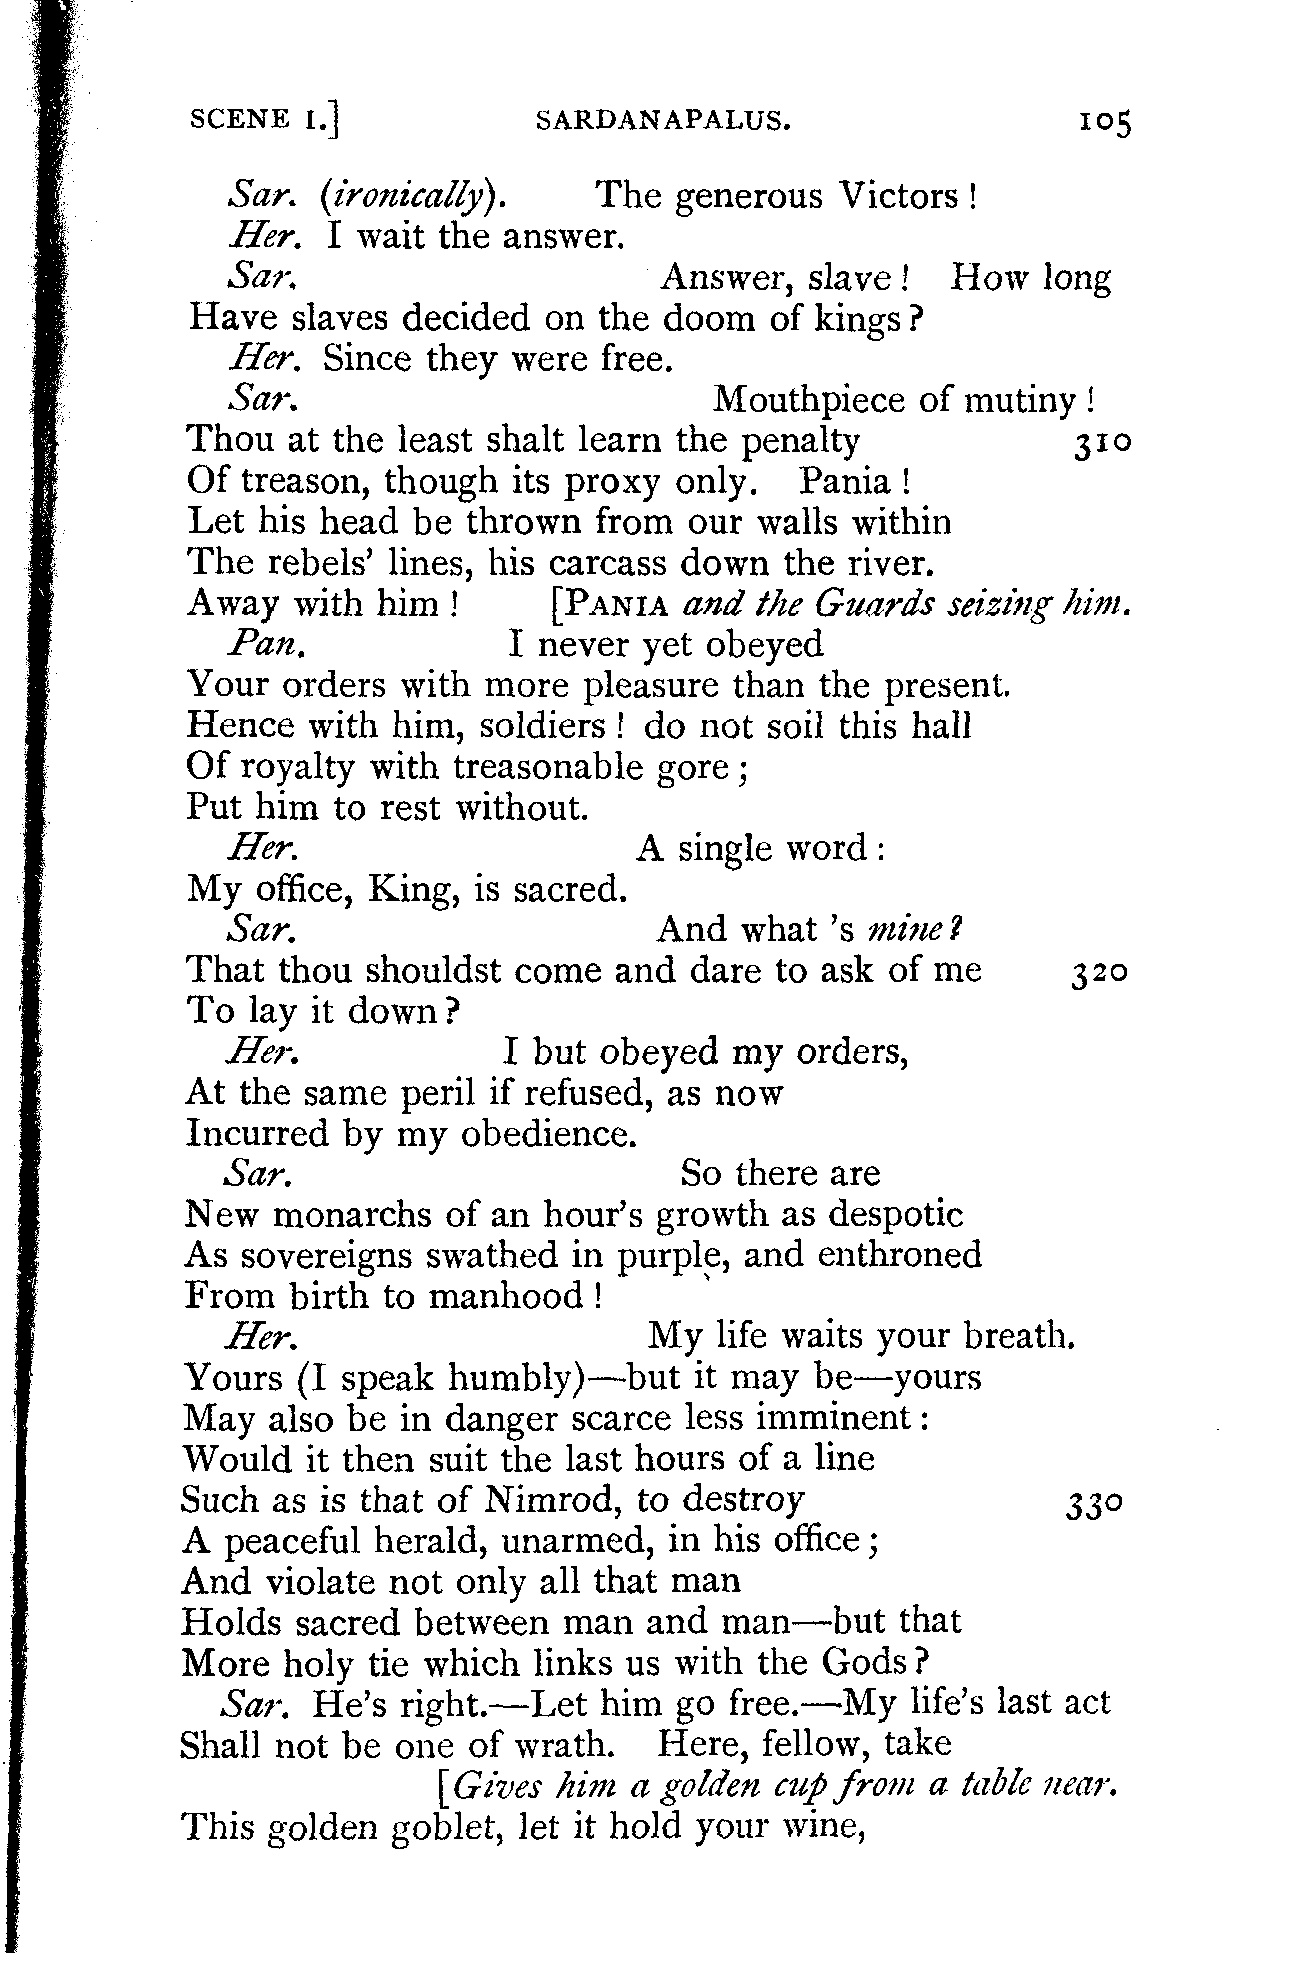 SCENE I.] SARDANAPALUS. 105
Sar. (ironically). The generous Victors !
Her. I wait the answer.
Sar. Answer, slave ! How long
Have slaves decided on the doom of kings ?
Her. Since they were free.
Sar. Mouthpiece of mutiny !
Thou at the least shalt learn the penalty 310
Of treason, though its proxy only. Pania !
Let his head be thrown from our walls within
The rebels' lines, his carcass down the river.
Away with him ! [PANIA and the Guards seizing him.
Pan. I never yet obeyed
Your orders with more pleasure than the present.
Hence with him, soldiers ! do not soil this hall
Of royalty with treasonable gore ;
Put him to rest without.
Her. A single word :
My office, King, is sacred.
Sar. And what 's mine ?
That thou shouldst come and dare to ask of me 320
To lay it down ?
Her. I but obeyed my orders,
At the same peril if refused, as now
Incurred by my obedience.
Sar. So there are
New monarchs of an hour's growth as despotic
As sovereigns swathed in purple, and enthroned
From birth to manhood !
Her. My life waits your breath.
Yours (I speak humbly)—but it may be—yours
May also be in danger scarce less imminent :
Would it then suit the last hours of a line
Such as is that of Nimrod, to destroy 330
A peaceful herald, unarmed, in his office ;
And violate not only all that man
Holds sacred between man and man—but that
More holy tie which links us with the Gods ?
Sar. He's right.—Let him go free.—My life's last act
Shall not be one of wrath. Here, fellow, take
[Gives him a golden cup from a table near.
This golden goblet, let it hold your wine,